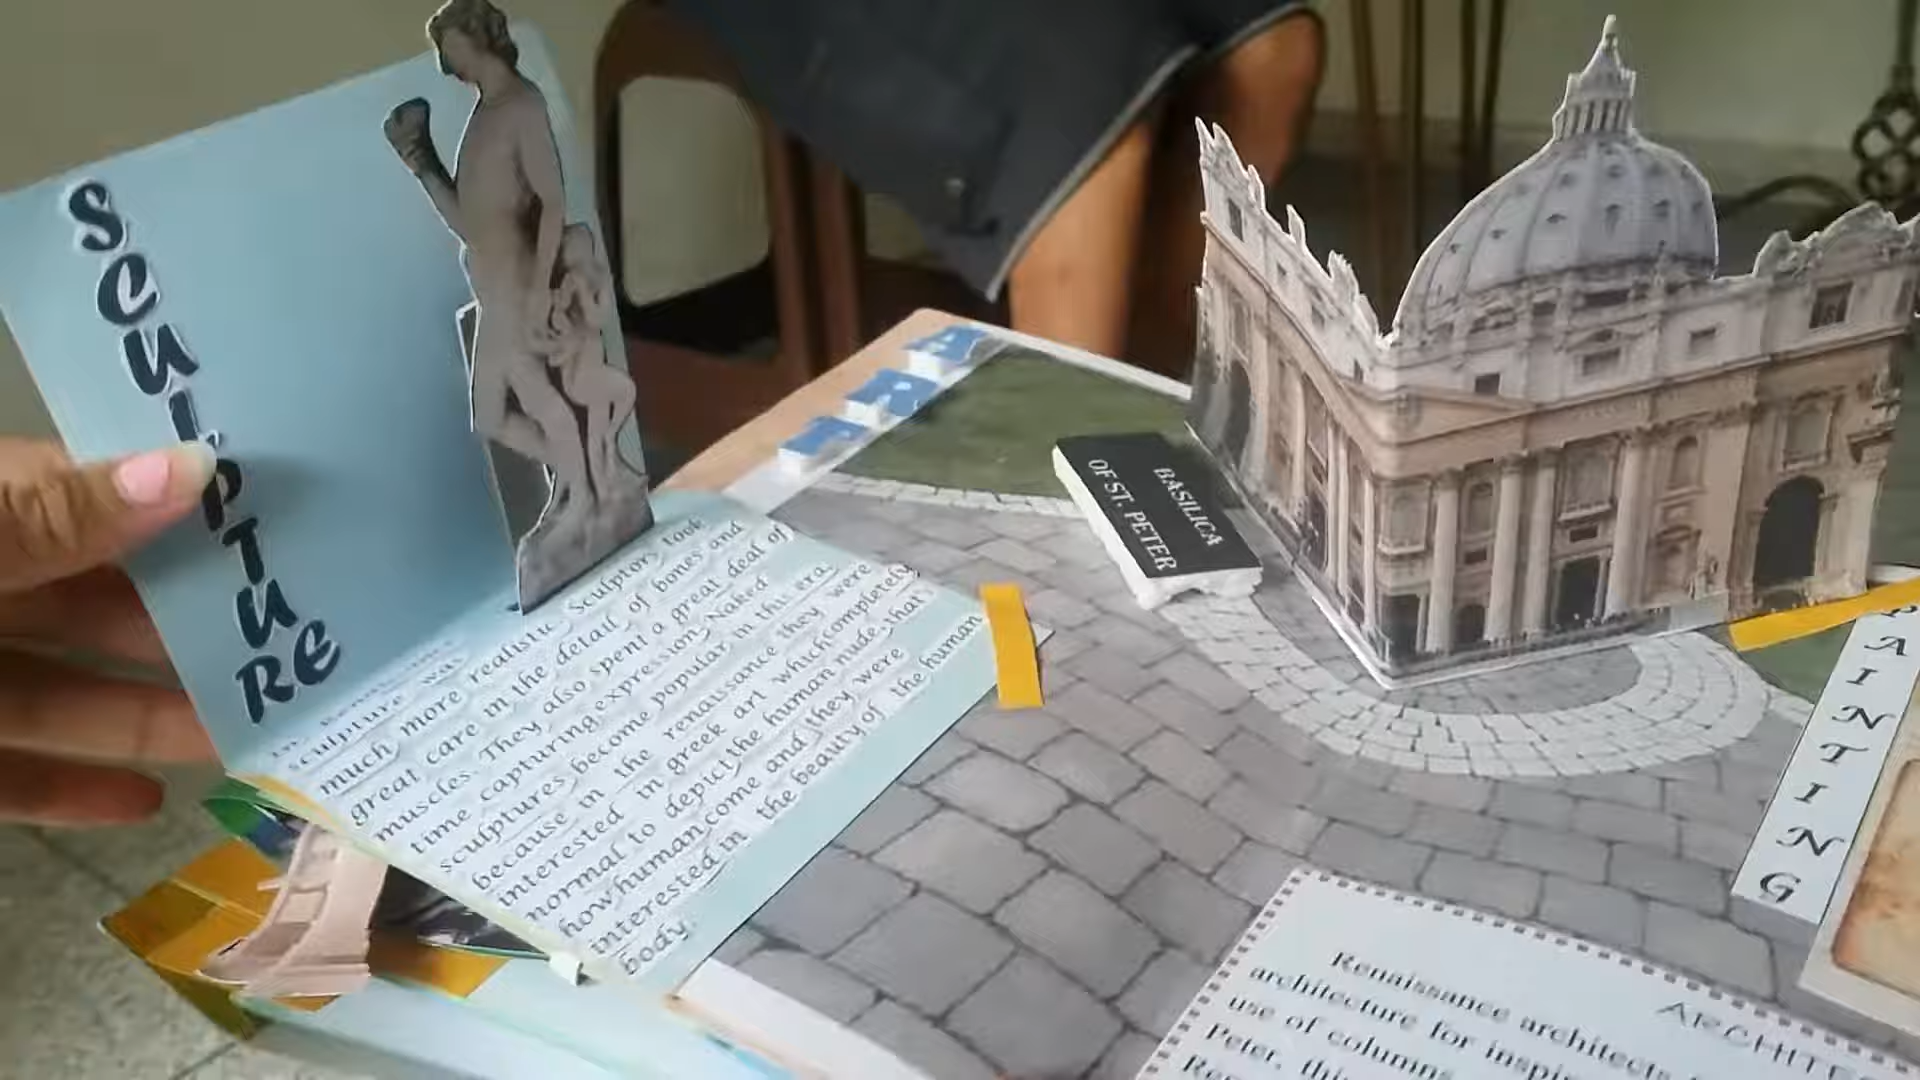 SCULPTURE
In Renaissance
sculpture was
much more realistic. Sculptors took
great care in the detail of bones and
muscles. They also spent a great deal of
time capturing expression. Naked
sculptures become popular in this era,
because in the renaissance they were
interested in greek art which completely
normal to depict the human nude, that's
how human come and they were
interested in the beauty of the human
body.
BASILICA
OF ST. PETER
PAINTING
ARCHITE
Renaissance architects
architecture for inspi
use of columns
Peter, thi